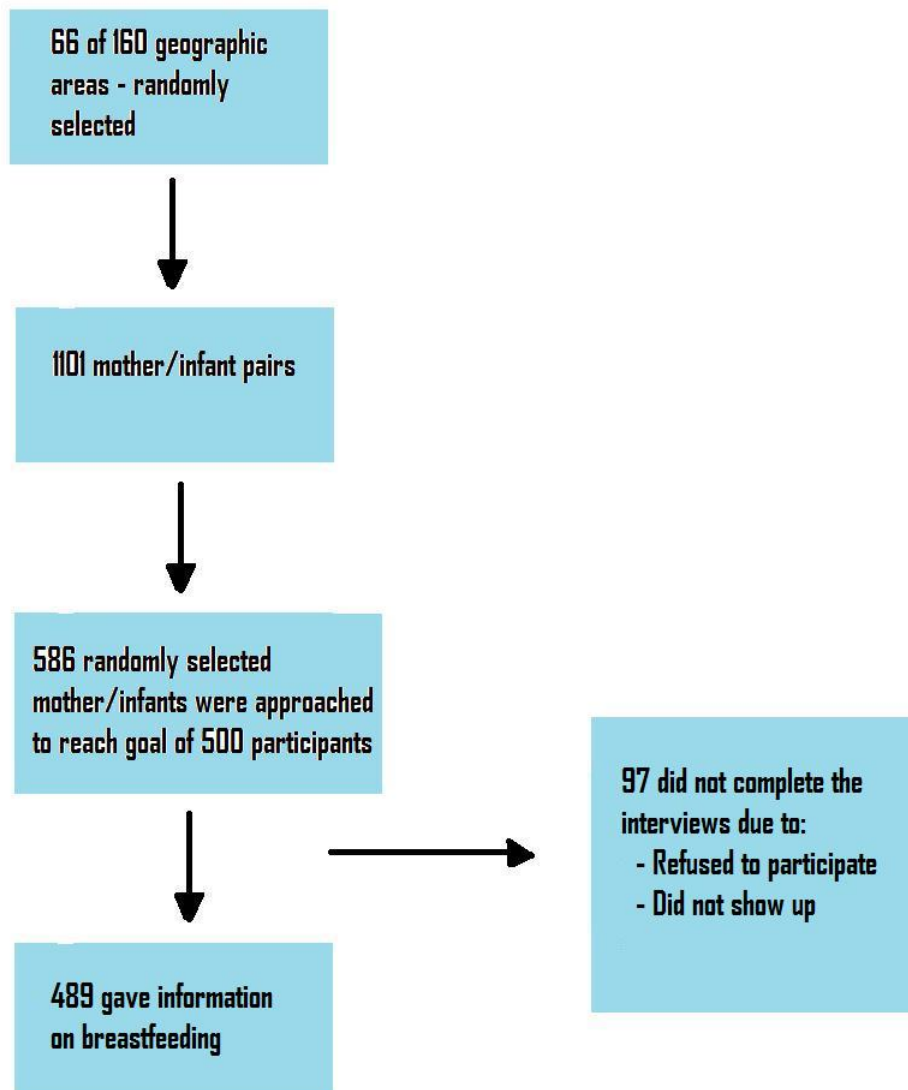 66 of 160 geographic
areas - randomly
selected
1101 mother/infant pairs
586 randomly selected
mother/infants were approached
to reach goal of 500 participants
97 did not complete the
interviews due to:
- Refused to participate
- Did not show up
489 gave information
on breastfeeding